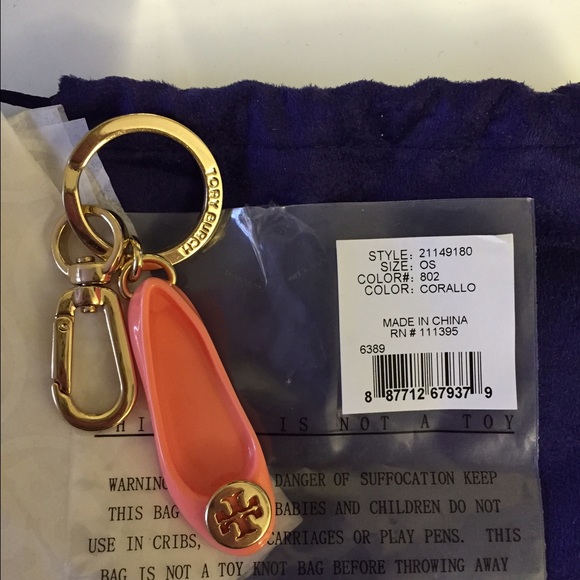 TORY BURCH
STYLE: 21149180
SIZE: OS
COLOR#: 802
COLOR: CORALLO
MADE IN CHINA
RN # 111395
6389
8 87712 67937 9
HI IS NOT A TOY
WARNING DANGER OF SUFFOCATION KEEP
THIS BAG BABIES AND CHILDREN DO NOT
USE IN CRIBS, CARRIAGES OR PLAY PENS. THIS
BAG IS NOT A TOY KNOT BAG BEFORE THROWING AWAY